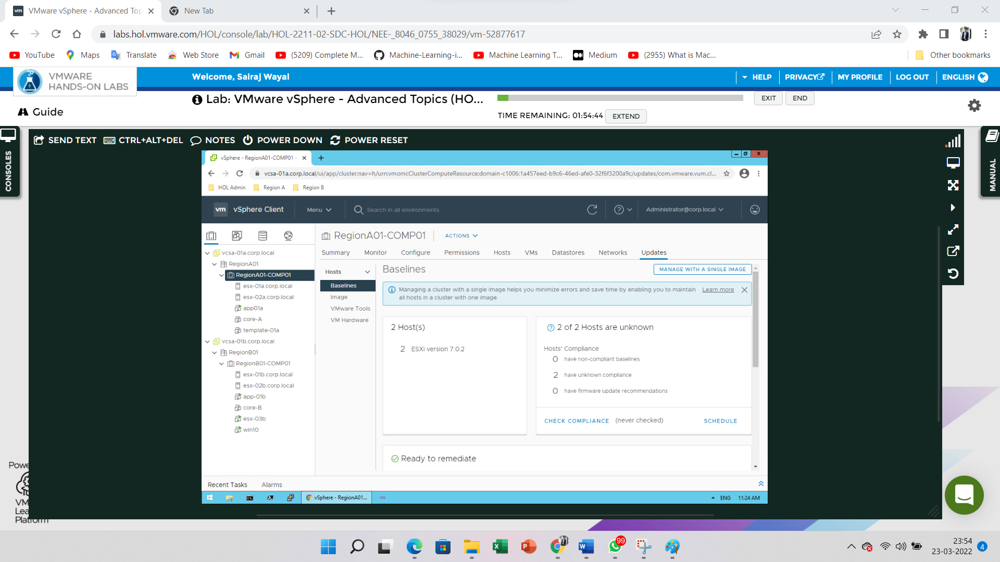 VMware vSphere - Advanced Top
New Tab
labs.hol.vmware.com/HOL/console/lab/HOL-2211-02-SDC-HOL/NEE-_8046_0755_38029/vm-52877617
YouTube
Maps
Translate
Web Store
Gmail
(5209) Complete M...
Machine-Learning-i...
Machine Learning T...
Medium
(2955) What is Mac...
Other bookmarks
VMWARE
HANDS-ON LABS
Welcome, Sairaj Wayal
HELP
PRIVACY
MY PROFILE
LOG OUT
ENGLISH
Guide
Lab: VMware vSphere - Advanced Topics (HO...
EXIT
END
TIME REMAINING: 01:54:44
EXTEND
CONSOLES
MANUAL
SEND TEXT
CTRL+ALT+DEL
NOTES
POWER DOWN
POWER RESET
vSphere - RegionA01-COMP01 -
vcsa-01a.corp.local/ui/app/cluster;nav=h/urn:vmomi:ClusterComputeResource:domain-c1006:1a457eed-b9c6-46ed-afe0-32f6f3200a9c/updates/com.vmware.vum.cl...
HOL Admin
Region A
Region B
vm
vSphere Client
Menu
Search in all environments
Administrator@corp.local
vcsa-01a.corp.local
RegionA01
RegionA01-COMP01
esx-01a.corp.local
esx-02a.corp.local
app01a
core-A
template-01a
vcsa-01b.corp.local
RegionB01
RegionB01-COMP01
esx-01b.corp.local
esx-02b.corp.local
app-01b
core-B
esx-03b
win10
RegionA01-COMP01
ACTIONS
Summary
Monitor
Configure
Permissions
Hosts
VMs
Datastores
Networks
Updates
Hosts
Baselines
Image
VMware Tools
VM Hardware
Baselines
MANAGE WITH A SINGLE IMAGE
Managing a cluster with a single image helps you minimize errors and save time by enabling you to maintain
all hosts in a cluster with one image.
Learn more
2 Host(s)
2 ESXi version 7.0.2
2 of 2 Hosts are unknown
Hosts' Compliance
0 have non-compliant baselines
2 have unknown compliance
0 have firmware update recommendations
CHECK COMPLIANCE
(never checked)
SCHEDULE
Ready to remediate
Recent Tasks
Alarms
vSphere - RegionA01...
ENG
11:24 AM
Powe
VM
Lea
Platform
99
23:54
23-03-2022
4